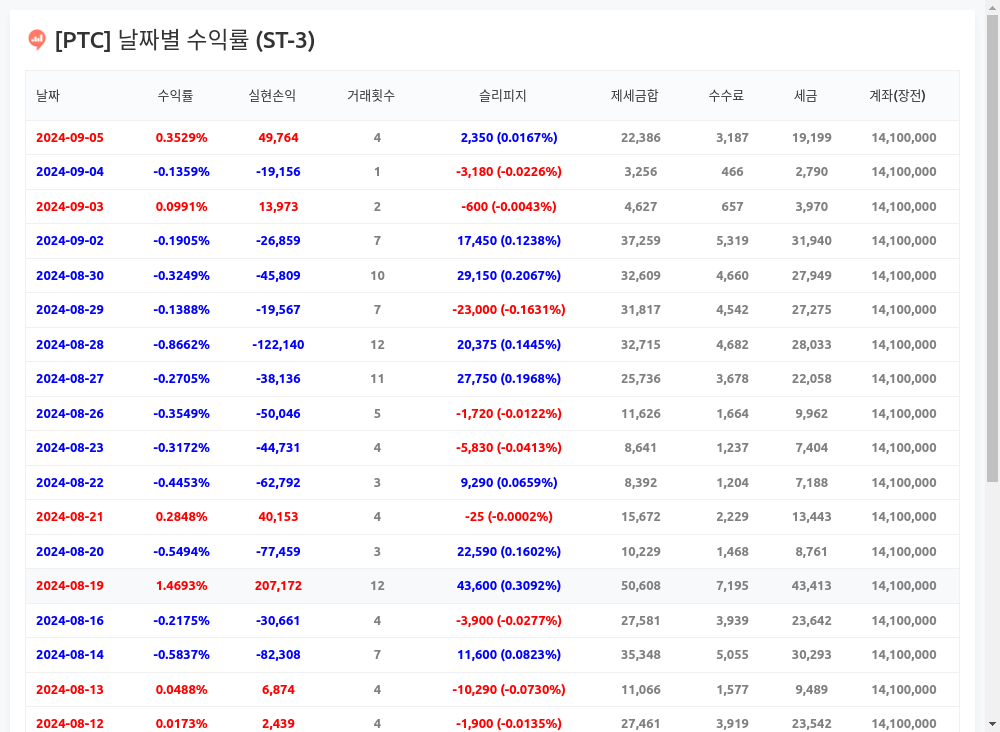 [PTC] 날짜별 수익률 (ST-3)
날짜 수익률 실현손익 거래횟수 슬리피지 제세금합 수수료 세금 계좌(장전)
2024-09-05 0.3529% 49,764 4 2,350 (0.0167%) 22,386 3,187 19,199 14,100,000
2024-09-04 -0.1359% -19,156 1 -3,180 (-0.0226%) 3,256 466 2,790 14,100,000
2024-09-03 0.0991% 13,973 2 -600 (-0.0043%) 4,627 657 3,970 14,100,000
2024-09-02 -0.1905% -26,859 7 17,450 (0.1238%) 37,259 5,319 31,940 14,100,000
2024-08-30 -0.3249% -45,809 10 29,150 (0.2067%) 32,609 4,660 27,949 14,100,000
2024-08-29 -0.1388% -19,567 7 -23,000 (-0.1631%) 31,817 4,542 27,275 14,100,000
2024-08-28 -0.8662% -122,140 12 20,375 (0.1445%) 32,715 4,682 28,033 14,100,000
2024-08-27 -0.2705% -38,136 11 27,750 (0.1968%) 25,736 3,678 22,058 14,100,000
2024-08-26 -0.3549% -50,046 5 -1,720 (-0.0122%) 11,626 1,664 9,962 14,100,000
2024-08-23 -0.3172% -44,731 4 -5,830 (-0.0413%) 8,641 1,237 7,404 14,100,000
2024-08-22 -0.4453% -62,792 3 9,290 (0.0659%) 8,392 1,204 7,188 14,100,000
2024-08-21 0.2848% 40,153 4 -25 (-0.0002%) 15,672 2,229 13,443 14,100,000
2024-08-20 -0.5494% -77,459 3 22,590 (0.1602%) 10,229 1,468 8,761 14,100,000
2024-08-19 1.4693% 207,172 12 43,600 (0.3092%) 50,608 7,195 43,413 14,100,000
2024-08-16 -0.2175% -30,661 4 -3,900 (-0.0277%) 27,581 3,939 23,642 14,100,000
2024-08-14 -0.5837% -82,308 7 11,600 (0.0823%) 35,348 5,055 30,293 14,100,000
2024-08-13 0.0488% 6,874 4 -10,290 (-0.0730%) 11,066 1,577 9,489 14,100,000
2024-08-12 0.0173% 2,439 4 -1,900 (-0.0135%) 27,461 3,919 23,542 14,100,000